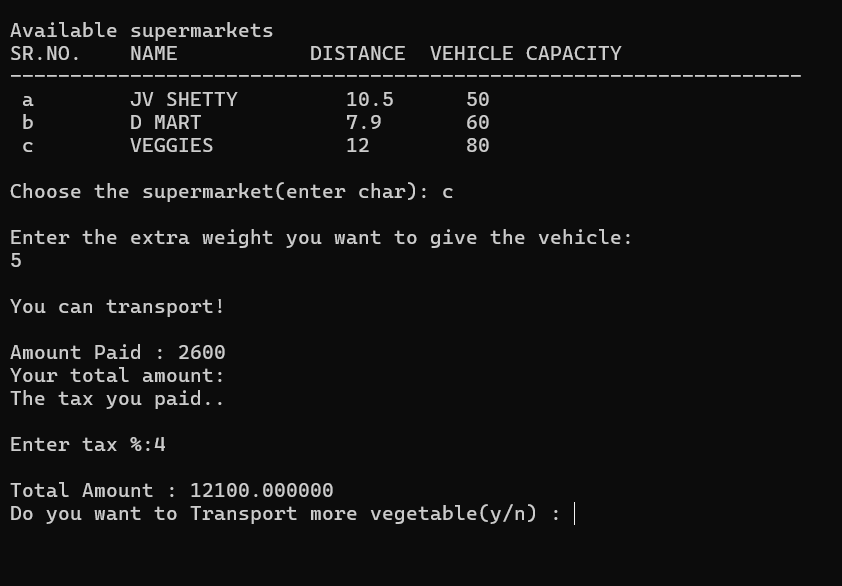 Available supermarkets
SR.NO. NAME DISTANCE VEHICLE CAPACITY
------------------------------------------------------------------
a JV SHETTY 10.5 50
b D MART 7.9 60
c VEGGIES 12 80
Choose the supermarket(enter char): c
Enter the extra weight you want to give the vehicle:
5
You can transport!
Amount Paid : 2600
Your total amount:
The tax you paid..
Enter tax %:4
Total Amount : 12100.000000
Do you want to Transport more vegetable(y/n) :